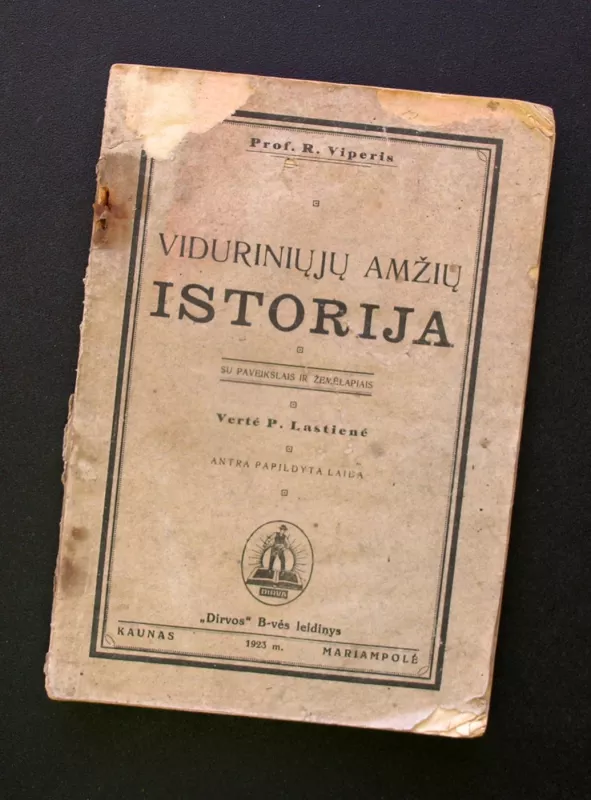 Prof. R. Viperis
VIDURINIŲJŲ AMŽIŲ
ISTORIJA
SU PAVEIKSLAIS IR ŽEMĖLAPIAIS
Vertė P. Lastienė
ANTRA PAPILDYTA LAIDA
DIRVA
„Dirvos“ B-vės leidinys
KAUNAS 1923 m. MARIAMPOLĖ